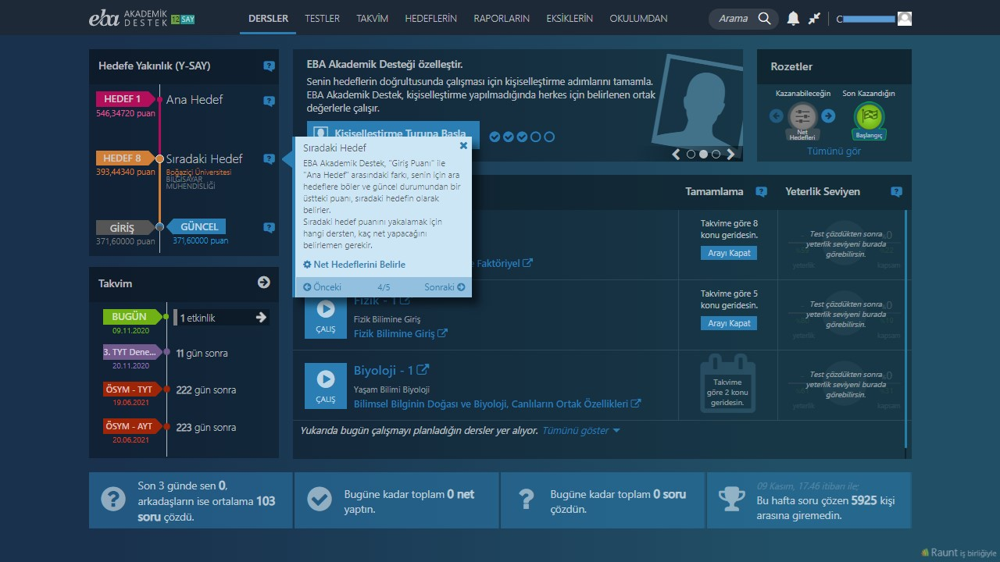 eba AKADEMİK DESTEK 12 SAY
DERSLER TESTLER TAKVİM HEDEFLERİN RAPORLARIN EKSİKLERİN OKULUMDAN
Arama
C
Hedefe Yakınlık (Y-SAY)
HEDEF 1 Ana Hedef
546,34720 puan
HEDEF 8 Sıradaki Hedef
393,44340 puan Boğaziçi Üniversitesi
BİLGİSAYAR
MÜHENDİSLİĞİ
GİRİŞ GÜNCEL
371,60000 puan 371,60000 puan
EBA Akademik Desteği özelleştir.
Senin hedeflerin doğrultusunda çalışması için kişiselleştirme adımlarını tamamla.
EBA Akademik Destek, kişiselleştirme yapılmadığında herkes için belirlenen ortak
değerlerle çalışır.
Kişiselleştirme Turuna Başla
Rozetler
Kazanabileceğin Son Kazandığın
Net
Hedefleri
Başlangıç
Tümünü gör
Sıradaki Hedef
EBA Akademik Destek, "Giriş Puanı" ile
"Ana Hedef" arasındaki farkı, senin için ara
hedeflere böler ve güncel durumundan bir
üstteki puanı, sıradaki hedefin olarak
belirler.
Sıradaki hedef puanını yakalamak için
hangi dersten, kaç net yapacağını
belirlemen gerekir.
Net Hedeflerini Belirle
Önceki 4/5 Sonraki
Tamamlama Yeterlik Seviyen
Takvime göre 8
konu geridesin.
Arayı Kapat
Test çözdükten sonra
yeterlik seviyeni burada
görebilirsin.
yeterlik kapsam
e Faktöriyel
Fizik - 1
ÇALIŞ
Fizik Bilimine Giriş
Fizik Bilimine Giriş
Takvime göre 5
konu geridesin.
Arayı Kapat
Test çözdükten sonra
yeterlik seviyeni burada
görebilirsin.
yeterlik kapsam
Biyoloji - 1
ÇALIŞ
Yaşam Bilimi Biyoloji
Bilimsel Bilginin Doğası ve Biyoloji, Canlıların Ortak Özellikleri
Takvime
göre 2 konu
geridesin.
Test çözdükten sonra
yeterlik seviyeni burada
görebilirsin.
yeterlik kapsam
Yukarıda bugün çalışmayı planladığın dersler yer alıyor. Tümünü göster
Takvim
BUGÜN 1 etkinlik
09.11.2020
3. TYT Dene... 11 gün sonra
20.11.2020
ÖSYM - TYT 222 gün sonra
19.06.2021
ÖSYM - AYT 223 gün sonra
20.06.2021
Son 3 günde sen 0,
arkadaşların ise ortalama 103
soru çözdü.
Bugüne kadar toplam 0 net
yaptın.
Bugüne kadar toplam 0 soru
çözdün.
09 Kasım, 17.46 itibarı ile;
Bu hafta soru çözen 5925 kişi
arasına giremedin.
Raunt iş birliğiyle